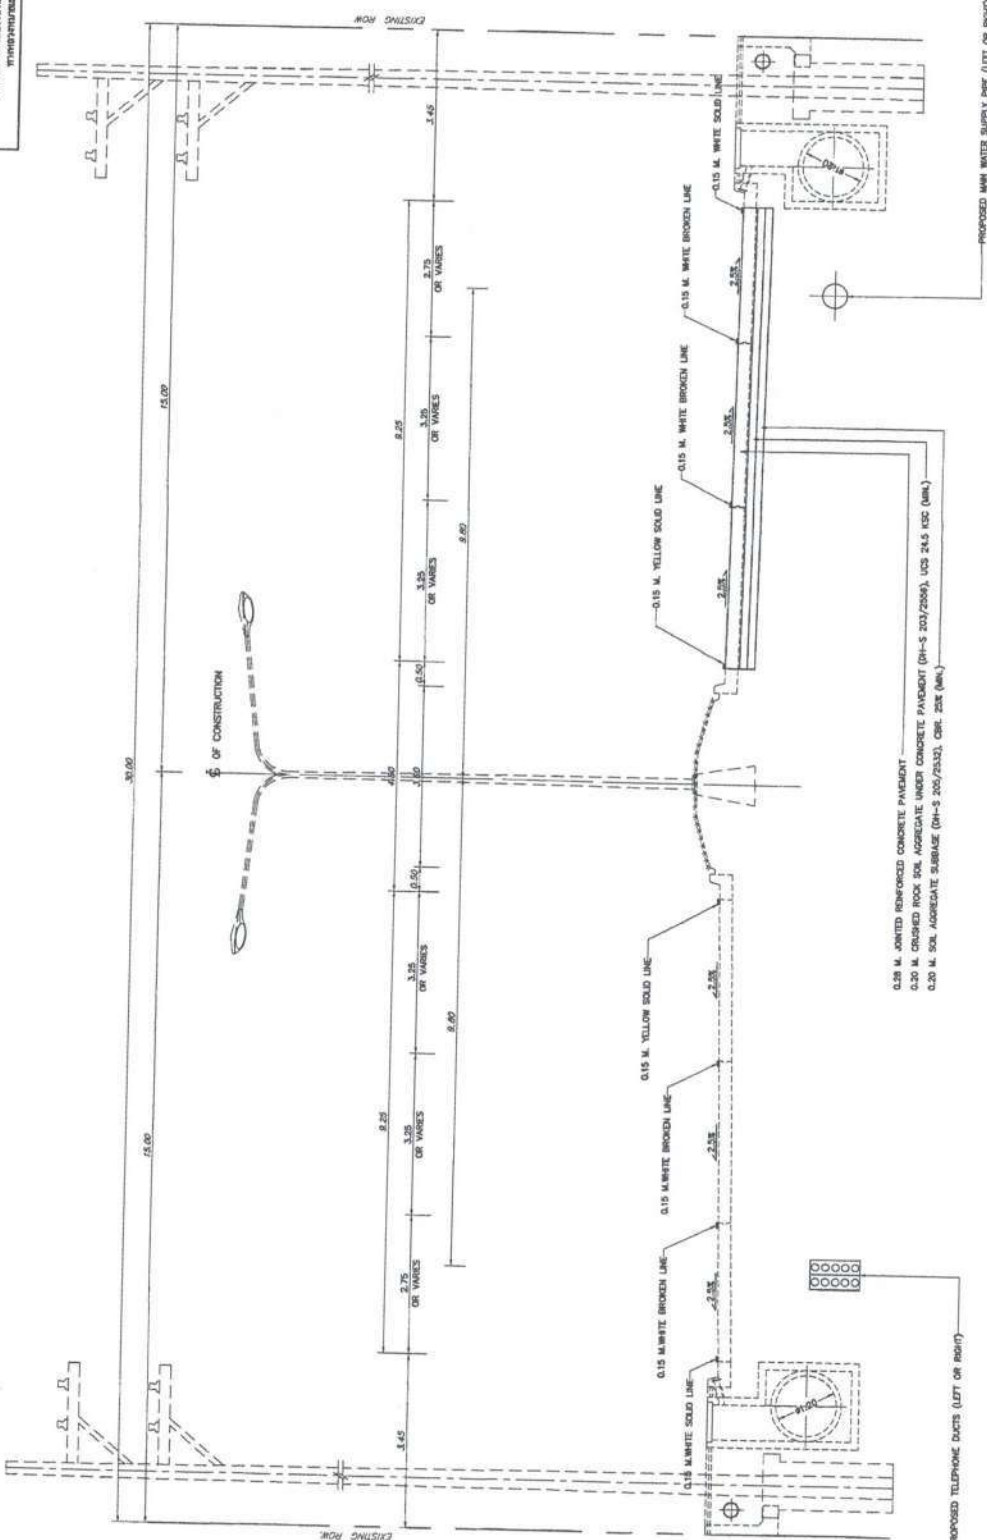 EXISTING ROW
EXISTING ROW
30.00
15.00
15.00
℄ OF CONSTRUCTION
3.45
9.25
4.60
9.25
3.45
2.75
OR VARIES
3.25
OR VARIES
3.25
OR VARIES
0.50
3.60
0.50
3.25
OR VARIES
3.25
OR VARIES
2.75
OR VARIES
9.80
9.80
0.15 M.WHITE SOLID LINE
0.15 M.WHITE BROKEN LINE
0.15 M.WHITE BROKEN LINE
0.15 M. YELLOW SOLID LINE
0.15 M. YELLOW SOLID LINE
0.15 M. WHITE BROKEN LINE
0.15 M. WHITE BROKEN LINE
0.15 M. WHITE SOLID LINE
2.5%
2.5%
2.5%
2.5%
2.5%
2.5%
0.28 M. JOINTED REINFORCED CONCRETE PAVEMENT
0.20 M. CRUSHED ROCK SOIL AGGREGATE UNDER CONCRETE PAVEMENT (DH-S 203/2556), UCS 24.5 KSC (MIN.)
0.20 M. SOIL AGGREGATE SUBBASE (DH-S 205/2532), CBR. 25% (MIN.)
PROPOSED TELEPHONE DUCTS (LEFT OR RIGHT)
PROPOSED MAIN WATER SUPPLY PIPE (LEFT OR RIGHT)